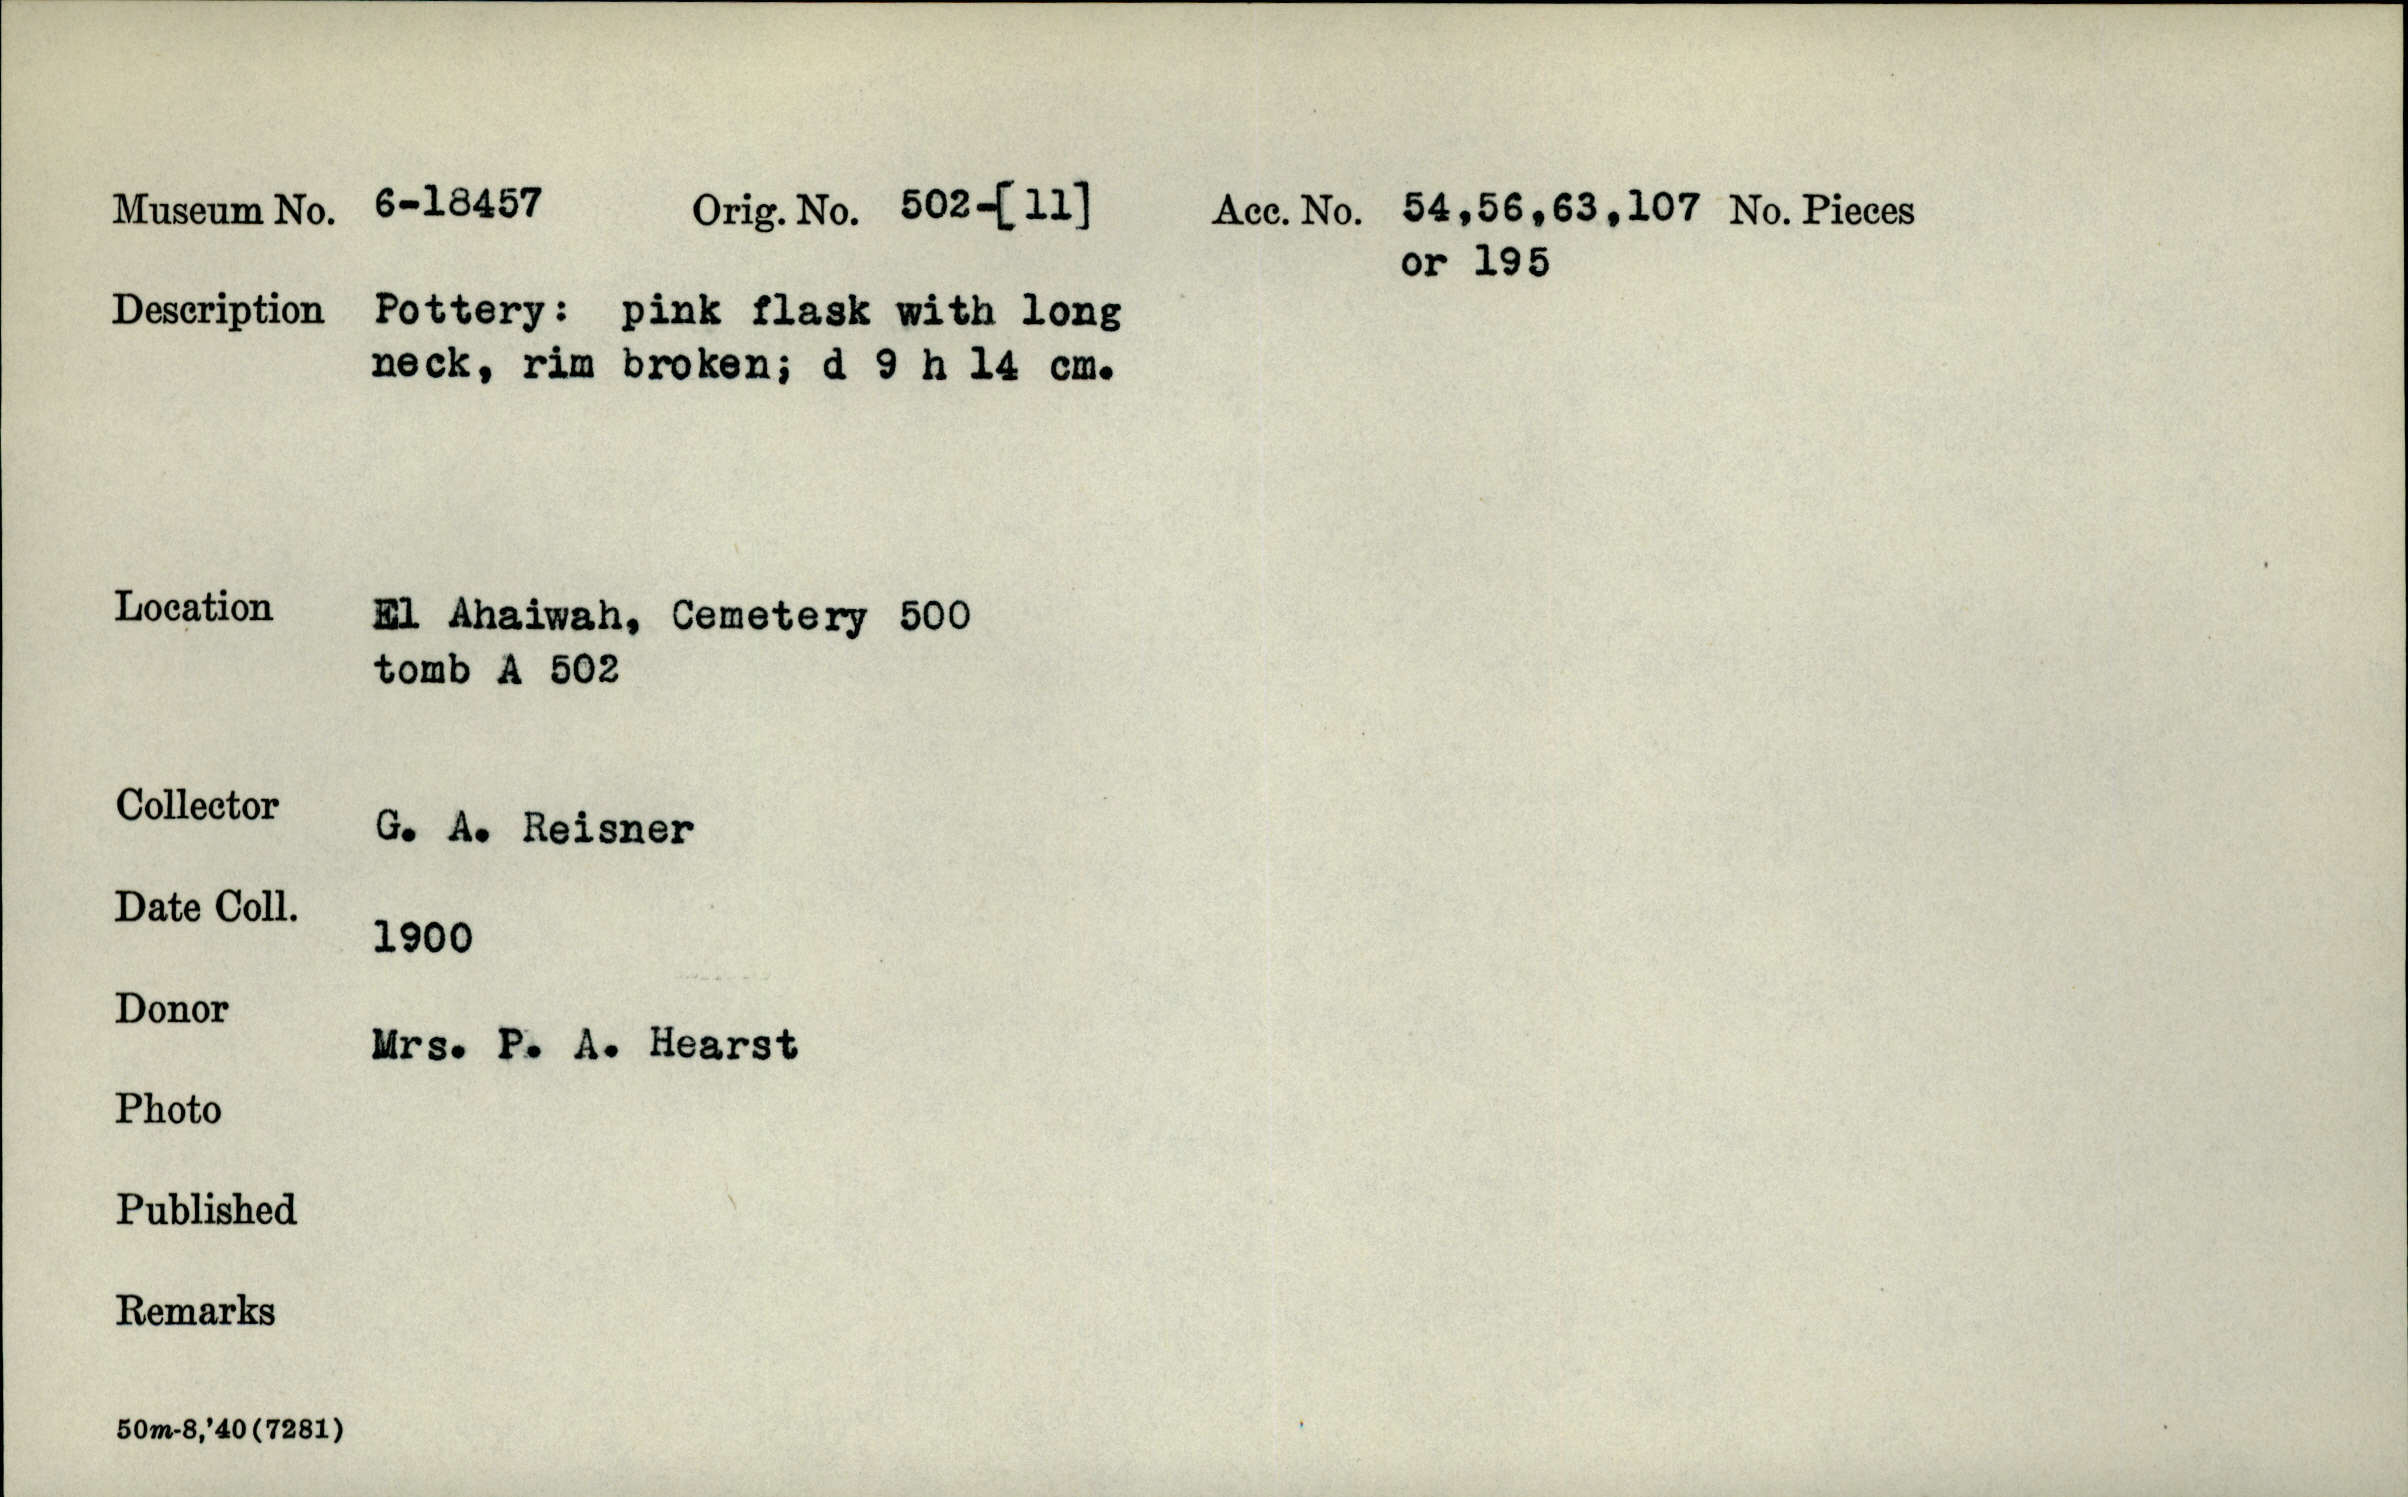 Museum No. 6-18457 Orig. No. 502-[11] Acc. No. 54,56,63,107 No. Pieces
or 195
Description Pottery: pink flask with long
neck, rim broken; d 9 h 14 cm.
Location El Ahaiwah, Cemetery 500
tomb A 502
Collector G. A. Reisner
Date Coll. 1900
Donor Mrs. P. A. Hearst
Photo
Published
Remarks
50m-8,'40(7281)